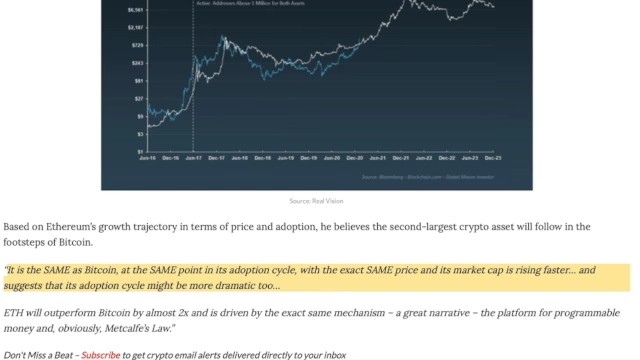 Active Addresses Above 1 Million for Both Assets
$6,561
$2,187
$729
$243
$81
$27
$9
$3
$1
Jun-16 Dec-16 Jun-17 Dec-17 Jun-18 Dec-18 Jun-19 Dec-19 Jun-20 Dec-20 Jun-21 Dec-21 Jun-22 Dec-22 Jun-23 Dec-23
Source: Bloomberg - Blockchain.com - Global Macro Investor
Source: Real Vision
Based on Ethereum’s growth trajectory in terms of price and adoption, he believes the second-largest crypto asset will follow in the
footsteps of Bitcoin.
“It is the SAME as Bitcoin, at the SAME point in its adoption cycle, with the exact SAME price and its market cap is rising faster… and
suggests that its adoption cycle might be more dramatic too…
ETH will outperform Bitcoin by almost 2x and is driven by the exact same mechanism – a great narrative – the platform for programmable
money and, obviously, Metcalfe’s Law.”
Don't Miss a Beat – Subscribe to get crypto email alerts delivered directly to your inbox